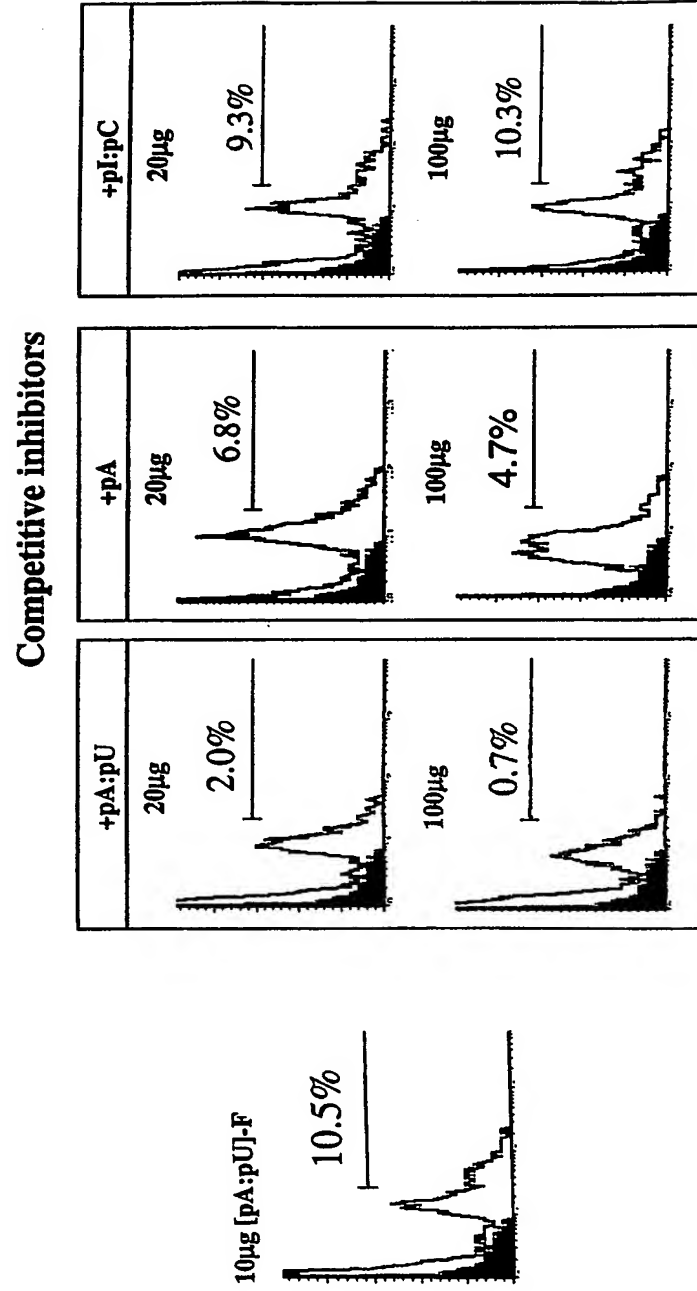 Competitive inhibitors
10µg [pA:pU]-F
10.5%
+pA:pU
20µg
2.0%
100µg
0.7%
+pA
20µg
6.8%
100µg
4.7%
+pI:pC
20µg
9.3%
100µg
10.3%